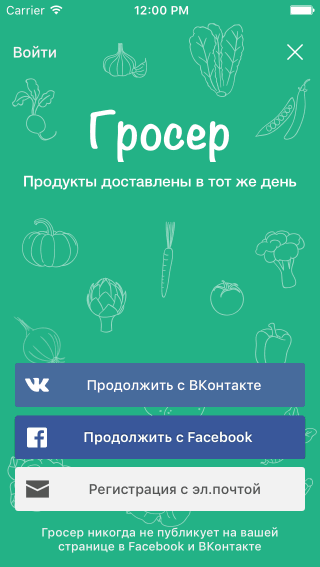 Carrier 12:00 PM
Войти
Гросер
Продукты доставлены в тот же день
Продолжить с ВКонтакте
Продолжить с Facebook
Регистрация с эл.почтой
Гросер никогда не публикует на вашей
странице в Facebook и ВКонтакте